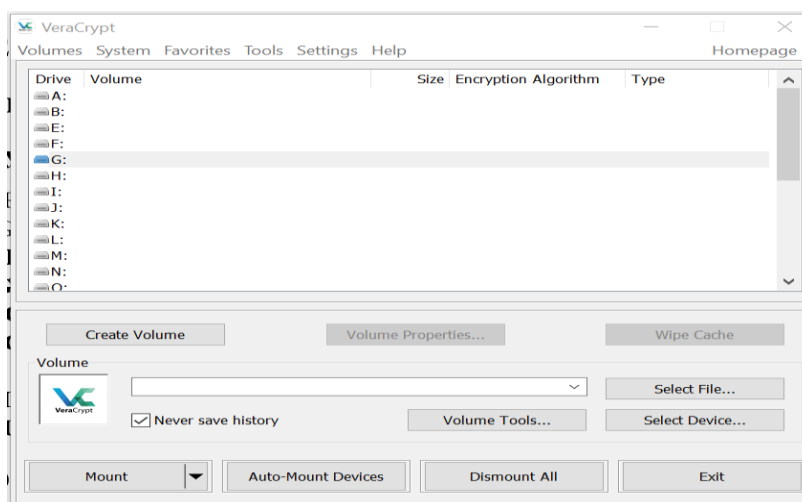 VeraCrypt
Volumes System Favorites Tools Settings Help Homepage
Drive Volume Size Encryption Algorithm Type
A:
B:
E:
F:
G:
H:
I:
J:
K:
L:
M:
N:
O:
Create Volume Volume Properties... Wipe Cache
Volume
VeraCrypt
Select File...
Never save history Volume Tools... Select Device...
Mount Auto-Mount Devices Dismount All Exit